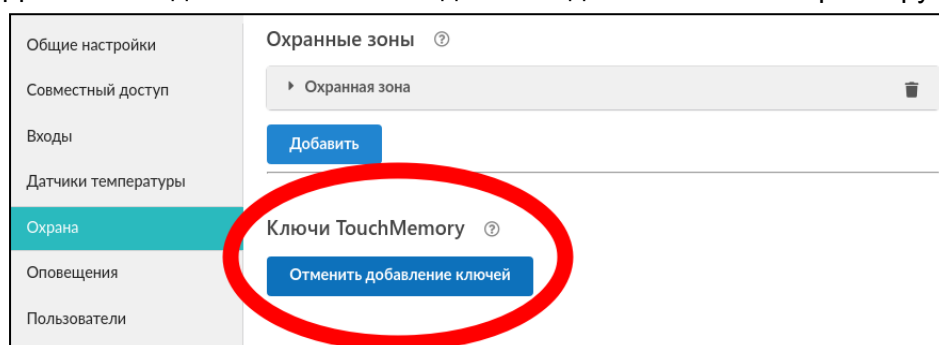 Общие настройки
Совместный доступ
Входы
Датчики температуры
Охрана
Оповещения
Пользователи
Охранные зоны ?
Охранная зона
Добавить
Ключи TouchMemory ?
Отменить добавление ключей